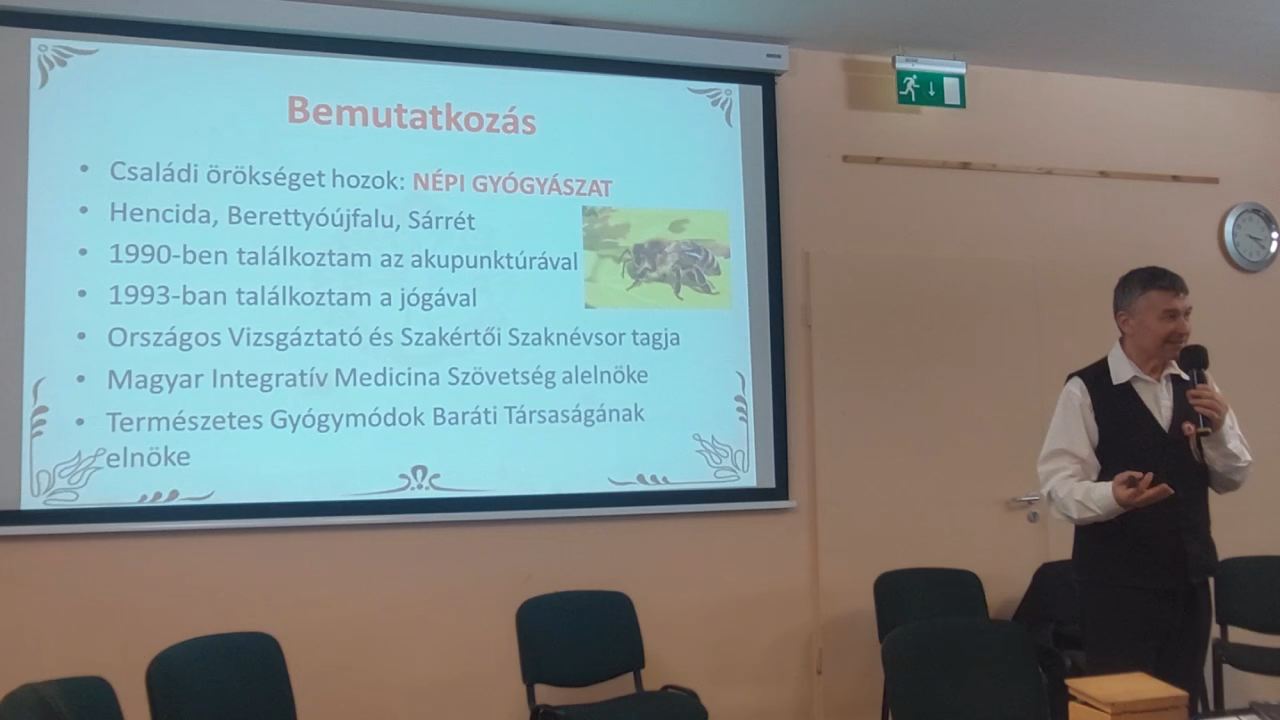 Bemutatkozás
• Családi örökséget hozok: NÉPI GYÓGYÁSZAT
• Hencida, Berettyóújfalu, Sárrét
• 1990-ben találkoztam az akupunktúrával
• 1993-ban találkoztam a jógával
• Országos Vizsgáztató és Szakértői Szaknévsor tagja
• Magyar Integratív Medicina Szövetség alelnöke
• Természetes Gyógymódok Baráti Társaságának
elnöke